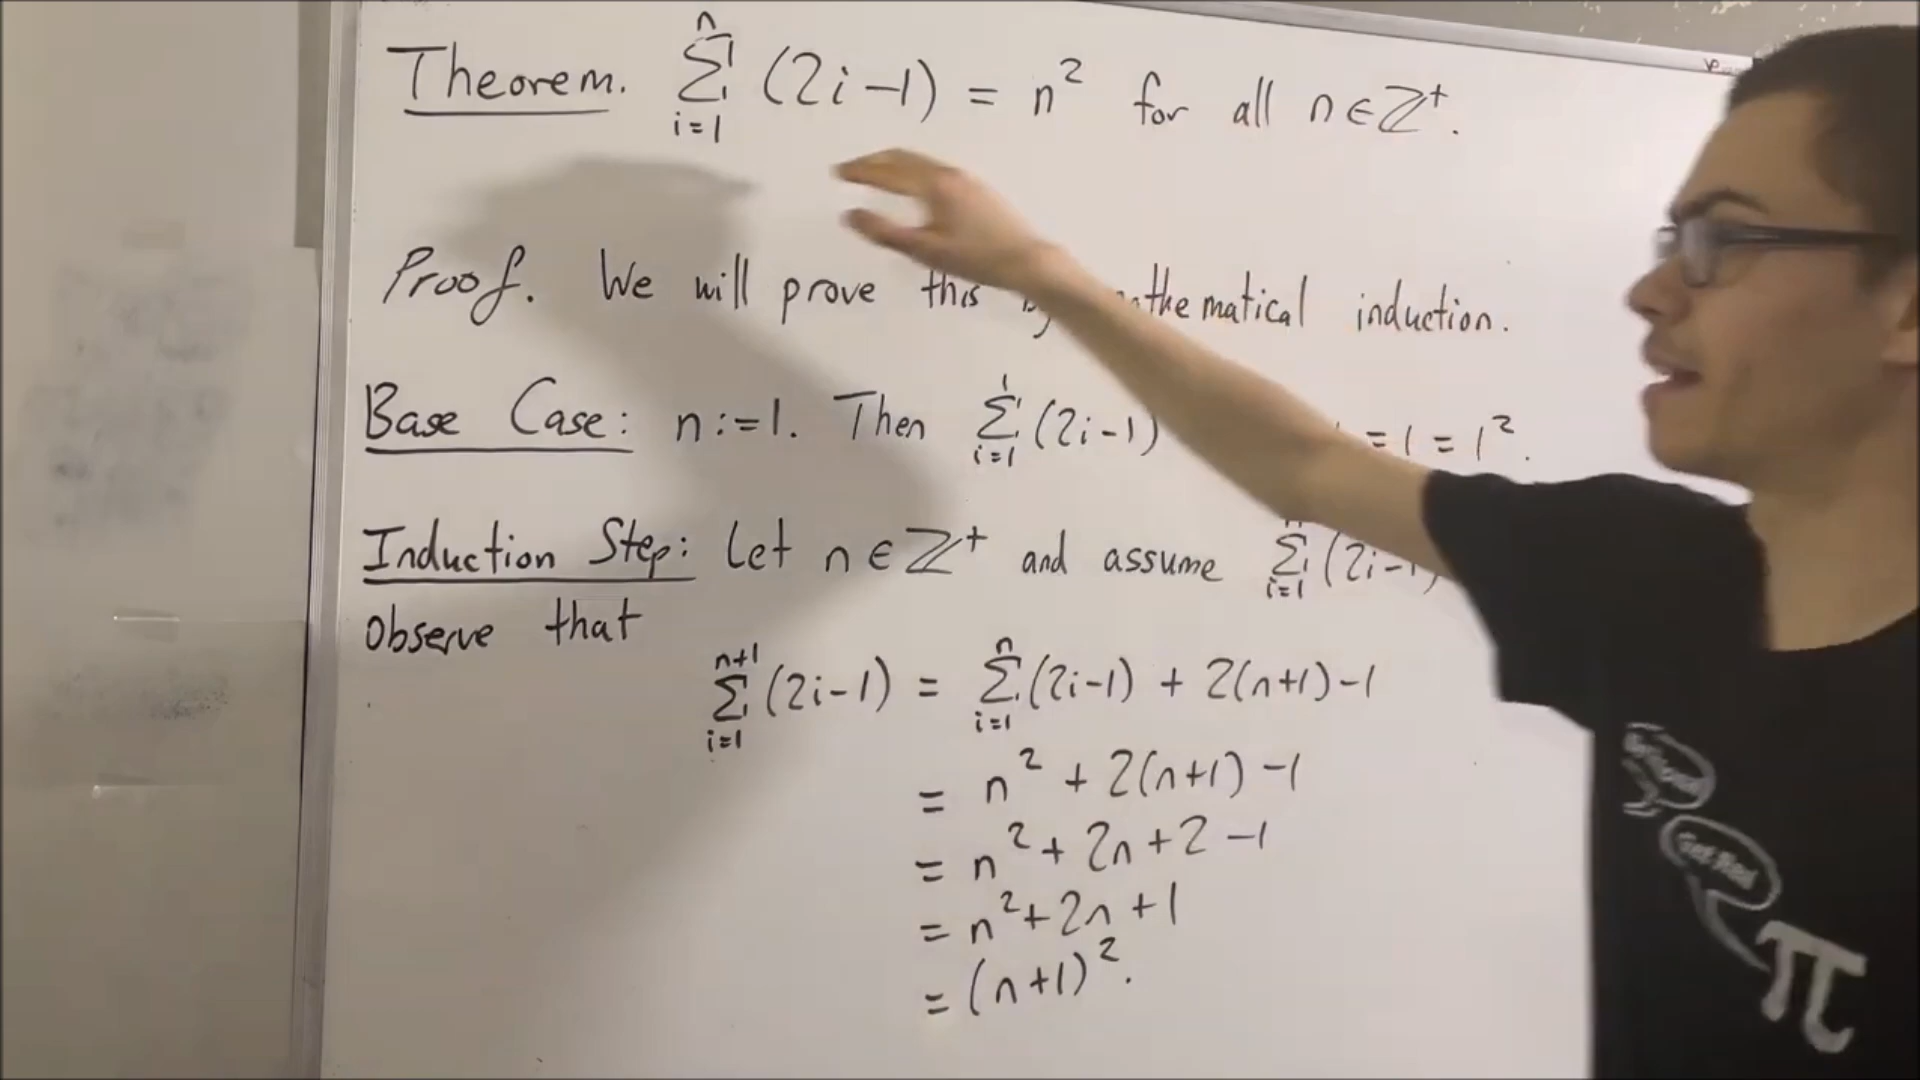 Theorem. n∑i=1 (2i-1) = n² for all n∈ℤ⁺.
Proof. We will prove this induction.
Base Case: n:=1. Then 1∑i=1 (2i-1) = 1 = 1².
Induction Step: Let n∈ℤ⁺ and assume ∑i=1 (2i-
observe that
n+1∑i=1 (2i-1) = n∑i=1 (2i-1) + 2(n+1)-1
= n² + 2(n+1) -1
= n² + 2n + 2 -1
= n² + 2n + 1
= (n+1)².
Get Real
π